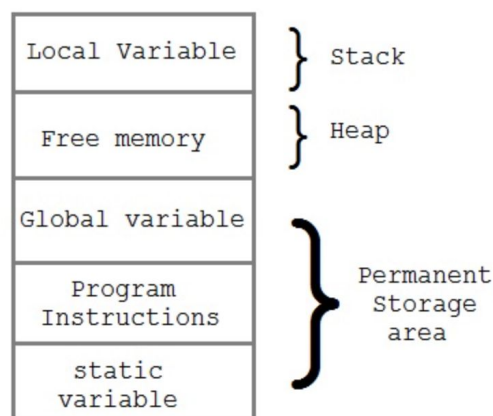 Local Variable
Stack
Free memory
Heap
Global variable
Program
Instructions
static
variable
Permanent
Storage
area